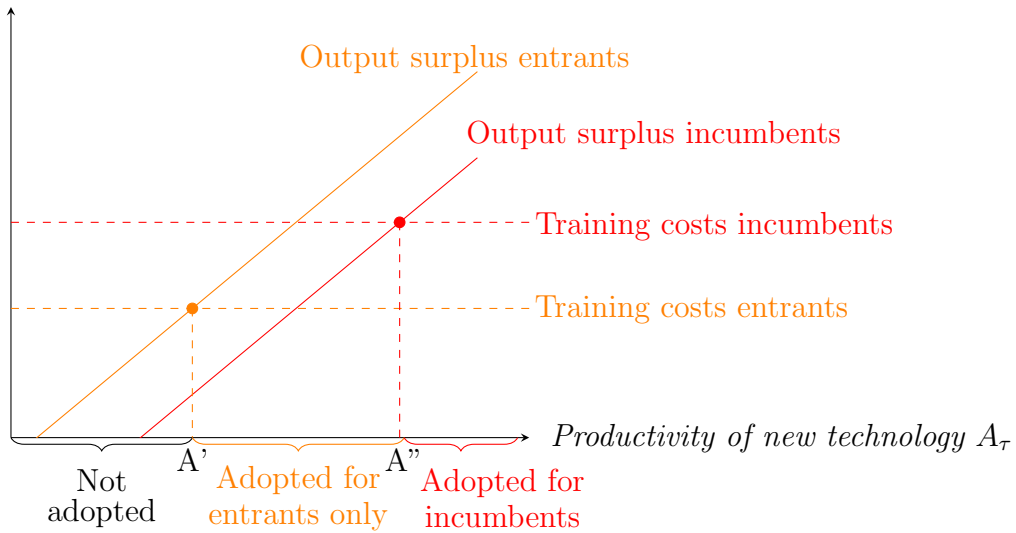 Output surplus entrants
Output surplus incumbents
Training costs incumbents
Training costs entrants
Productivity of new technology A_τ
A'
A”
Not
adopted
Adopted for
entrants only
Adopted for
incumbents